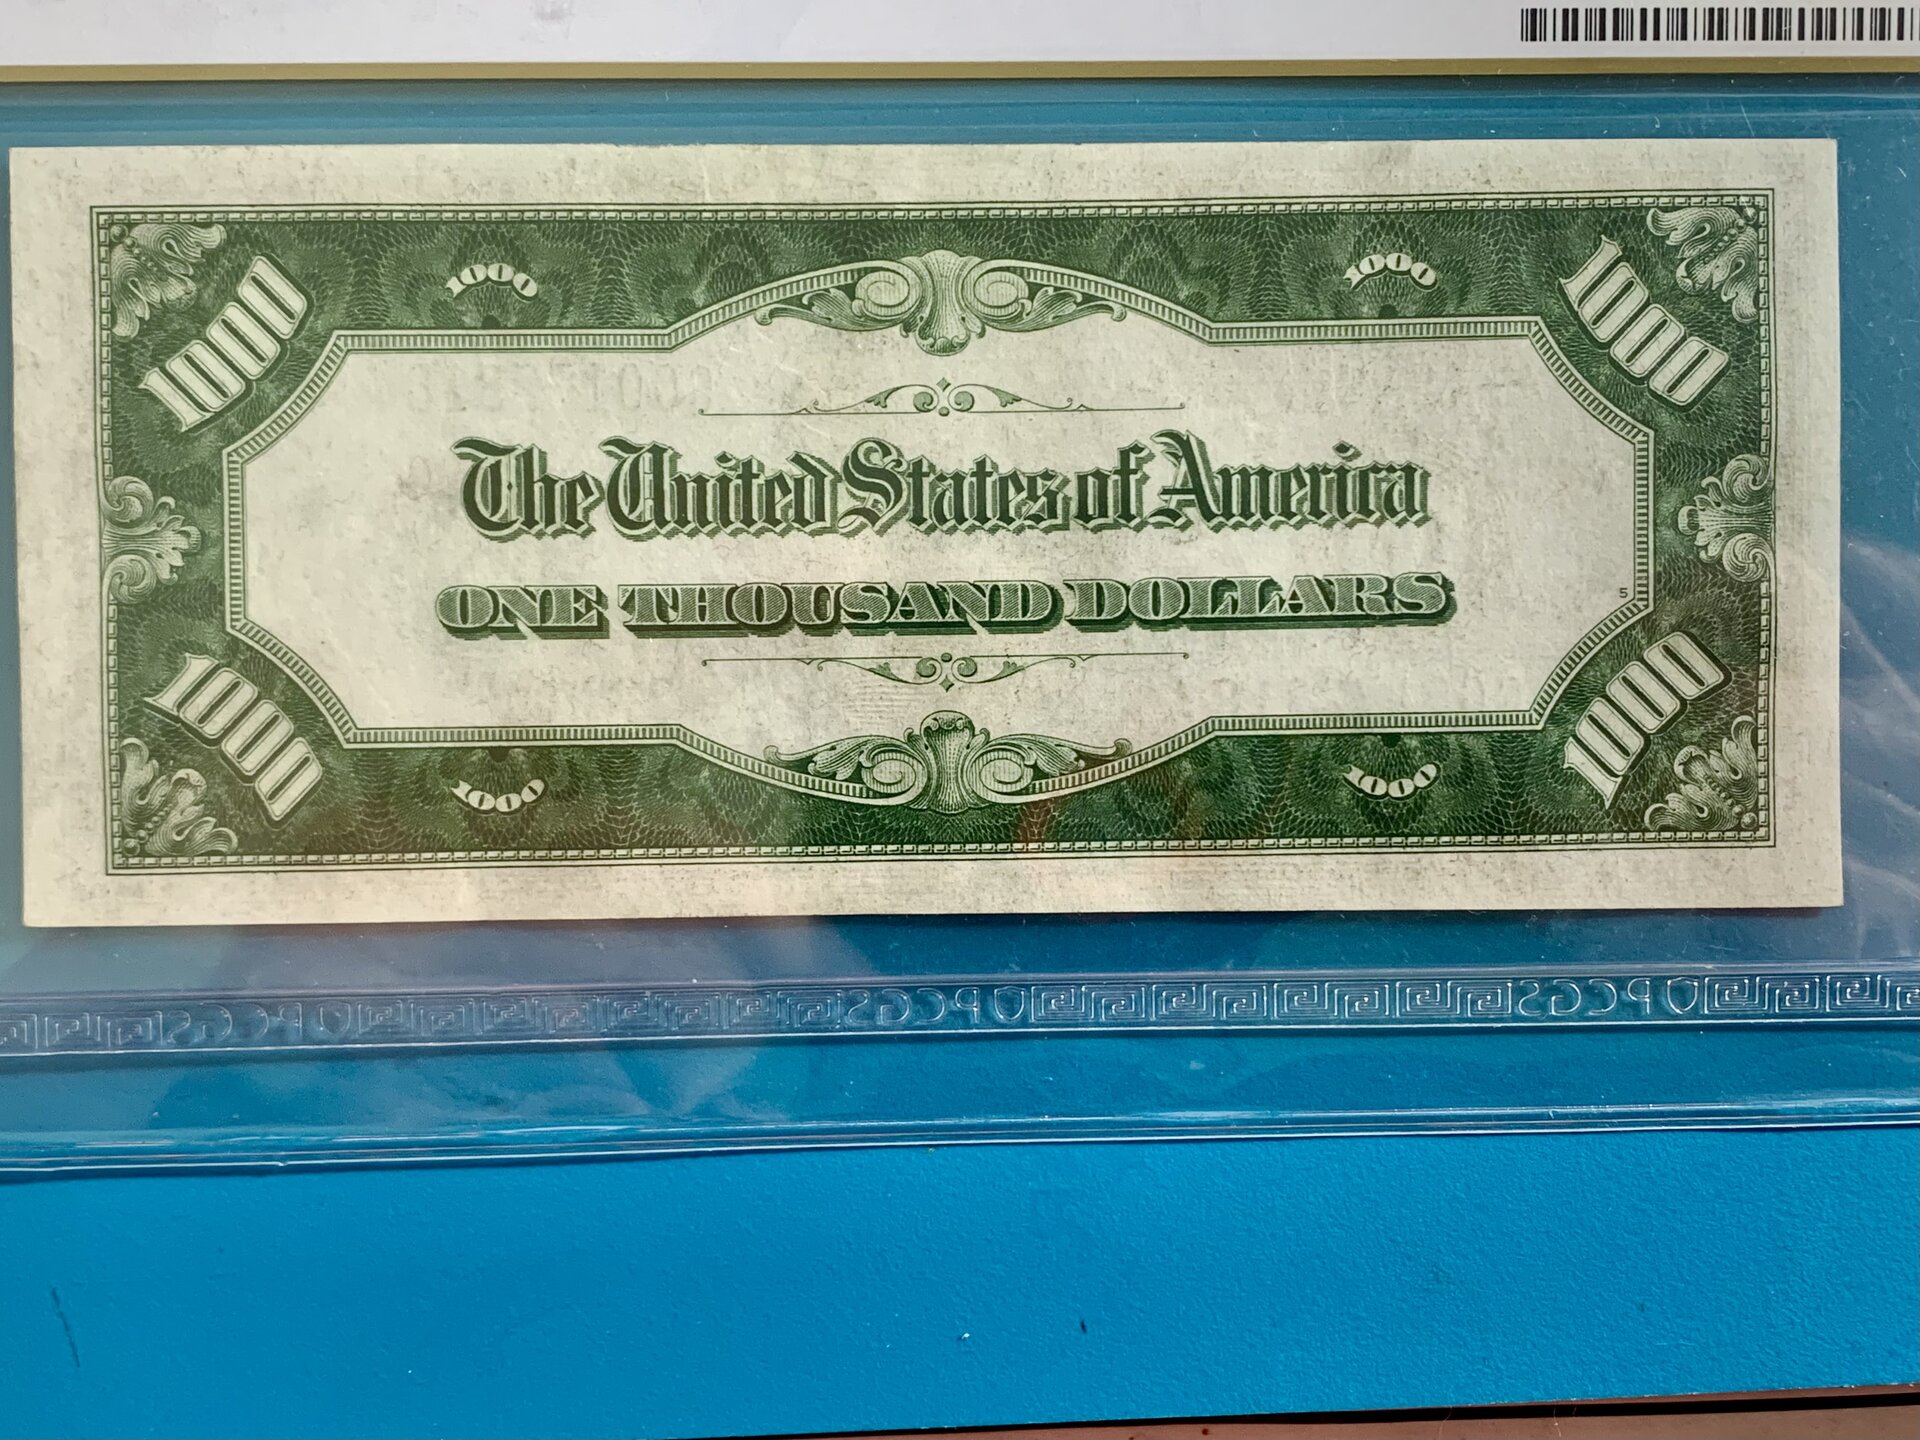 1000 1000 1000 1000
The United States of America
ONE THOUSAND DOLLARS
5
1000 1000 1000 1000
PCGS PCGS PCGS